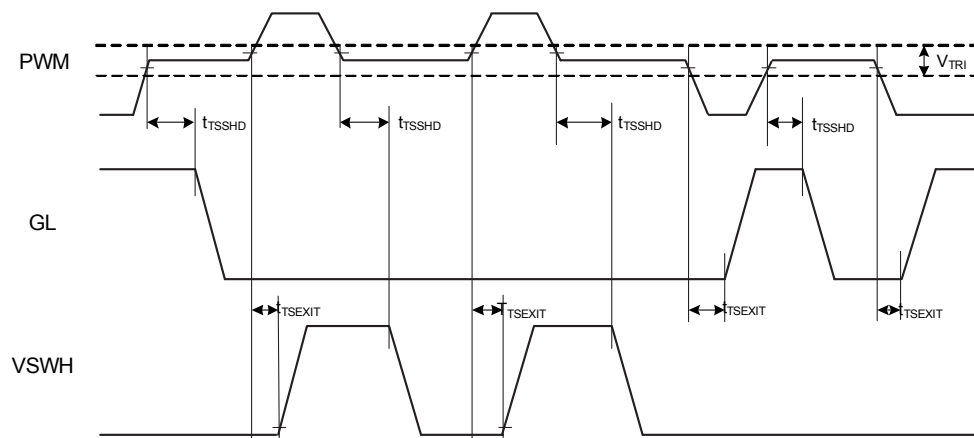 PWM
VTRI
tTSSHD
tTSSHD
tTSSHD
tTSSHD
GL
tTSEXIT
TTSEXIT
tTSEXIT
tTSEXIT
VSWH